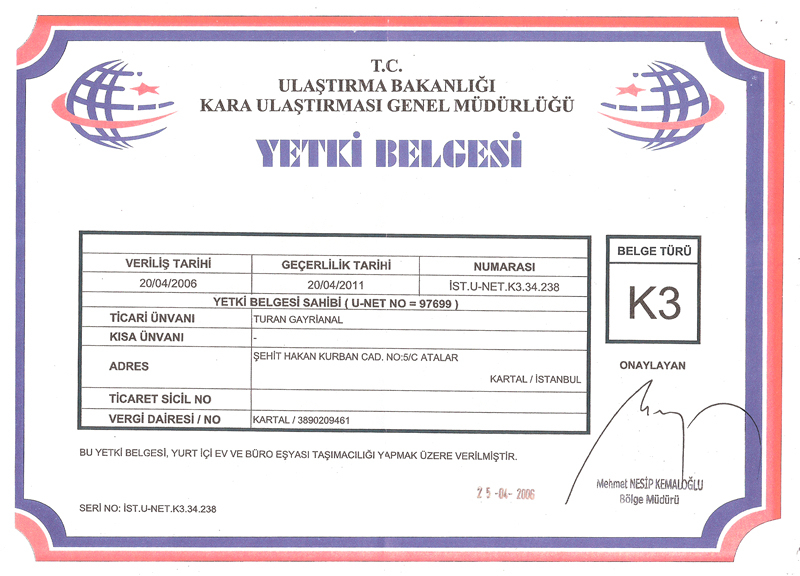 T.C.
ULAŞTIRMA BAKANLIĞI
KARA ULAŞTIRMASI GENEL MÜDÜRLÜĞÜ
YETKİ BELGESİ
VERİLİŞ TARİHİ GEÇERLİLİK TARİHİ NUMARASI
20/04/2006 20/04/2011 İST.U-NET.K3.34.238
YETKİ BELGESİ SAHİBİ ( U-NET NO = 97699 )
TİCARİ ÜNVANI TURAN GAYRIANAL
KISA ÜNVANI -
ADRES ŞEHİT HAKAN KURBAN CAD. NO:5/C ATALAR
KARTAL / İSTANBUL
TİCARET SİCİL NO
VERGİ DAİRESİ / NO KARTAL / 3890209461
BELGE TÜRÜ
K3
ONAYLAYAN
BU YETKİ BELGESİ, YURT İÇİ EV VE BÜRO EŞYASI TAŞIMACILIĞI YAPMAK ÜZERE VERİLMİŞTİR.
25-04-2006
Mehmet NESİP KEMALOĞLU
Bölge Müdürü
SERİ NO: İST.U-NET.K3.34.238